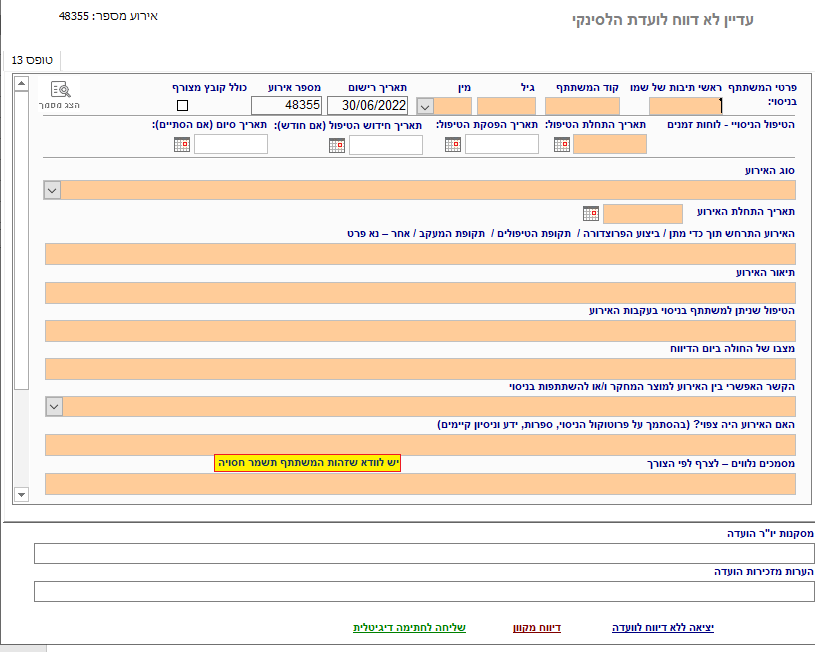 עדיין לא דווח לועדת הלסינקי
אירוע מספר: 48355
טופס 13
פרטי המשתתף בניסוי:
ראשי תיבות של שמו
קוד המשתתף
גיל
מין
תאריך רישום
30/06/2022
מספר אירוע
48355
כולל קובץ מצורף
הצג מסמך
הטיפול הניסויי - לוחות זמנים
תאריך התחלת הטיפול:
תאריך הפסקת הטיפול:
תאריך חידוש הטיפול (אם חודש):
תאריך סיום (אם הסתיים):
סוג האירוע
תאריך התחלת האירוע
האירוע התרחש תוך כדי מתן / ביצוע הפרוצדורה / תקופת הטיפולים / תקופת המעקב / אחר – נא פרט
תיאור האירוע
הטיפול שניתן למשתתף בניסוי בעקבות האירוע
מצבו של החולה ביום הדיווח
הקשר האפשרי בין האירוע למוצר המחקר ו/או להשתתפות בניסוי
האם האירוע היה צפוי? (בהסתמך על פרוטוקול הניסוי, ספרות, ידע וניסיון קיימים)
מסמכים נלווים – לצרף לפי הצורך
יש לוודא שזהות המשתתף תשמר חסויה
מסקנות יו"ר הועדה
הערות מזכירות הועדה
יציאה ללא דיווח לוועדה
דיווח מקוון
שליחה לחתימה דיגיטלית